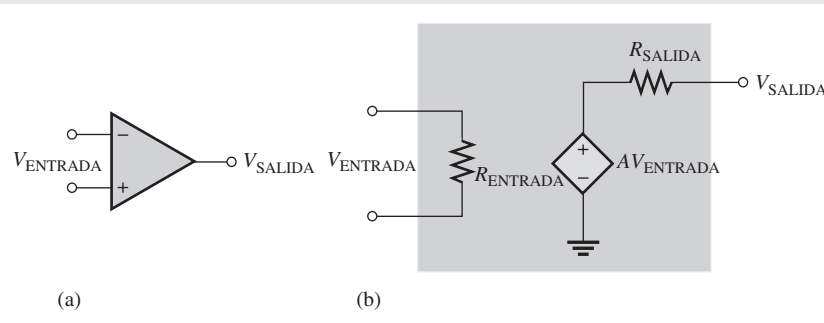 −
V_ENTRADA
+
V_SALIDA
(a)
V_ENTRADA
R_ENTRADA
+
−
AV_ENTRADA
R_SALIDA
V_SALIDA
(b)